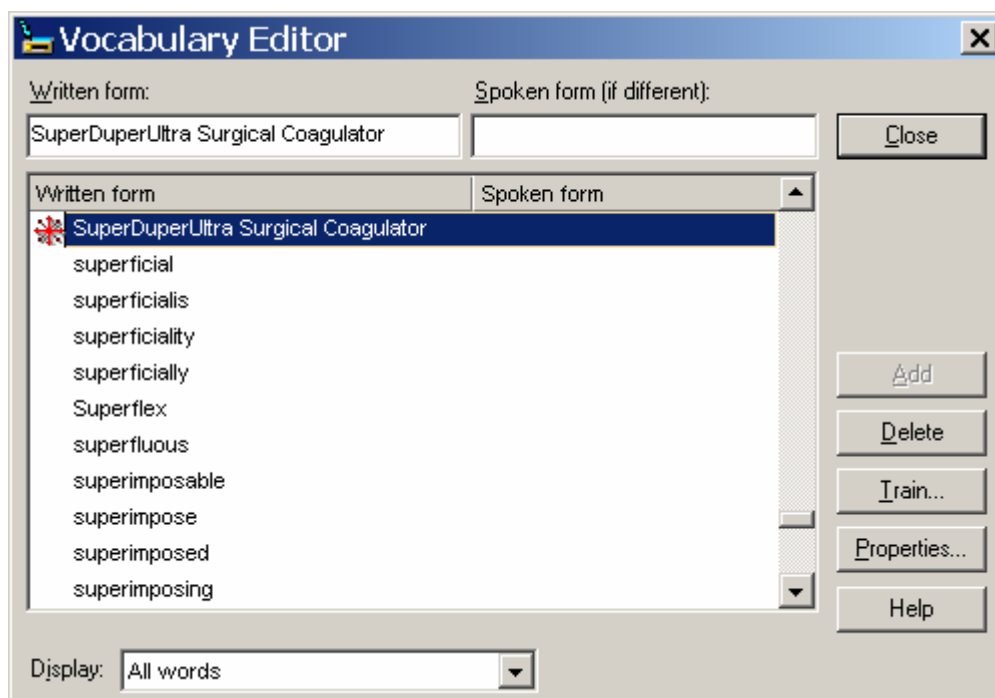 Vocabulary Editor
Written form: Spoken form (if different):
SuperDuperUltra Surgical Coagulator
Close
Written form Spoken form
SuperDuperUltra Surgical Coagulator
superficial
superficialis
superficiality
superficially
Add
Superflex
superfluous
Delete
superimposable
Train...
superimpose
superimposed
Properties...
superimposing
Help
Display: All words